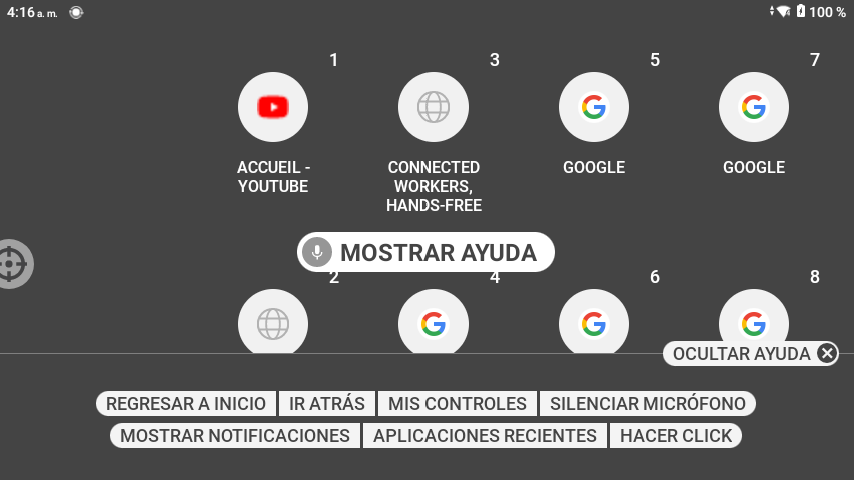 4:16 a. m.
100 %
1
3
5
7
ACCUEIL -
YOUTUBE
CONNECTED
WORKERS,
HANDS-FREE
GOOGLE
GOOGLE
MOSTRAR AYUDA
2
4
6
8
OCULTAR AYUDA
REGRESAR A INICIO
IR ATRÁS
MIS CONTROLES
SILENCIAR MICRÓFONO
MOSTRAR NOTIFICACIONES
APLICACIONES RECIENTES
HACER CLICK